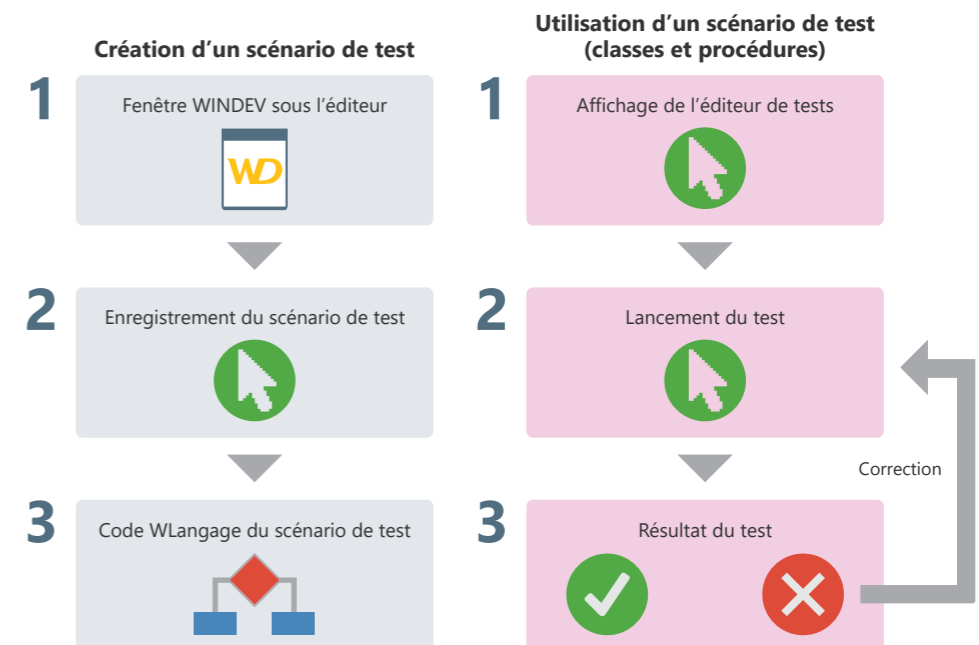 Création d’un scénario de test
1
Fenêtre WINDEV sous l’éditeur
WD
2
Enregistrement du scénario de test
3
Code WLangage du scénario de test
Utilisation d’un scénario de test
(classes et procédures)
1
Affichage de l’éditeur de tests
2
Lancement du test
Correction
3
Résultat du test